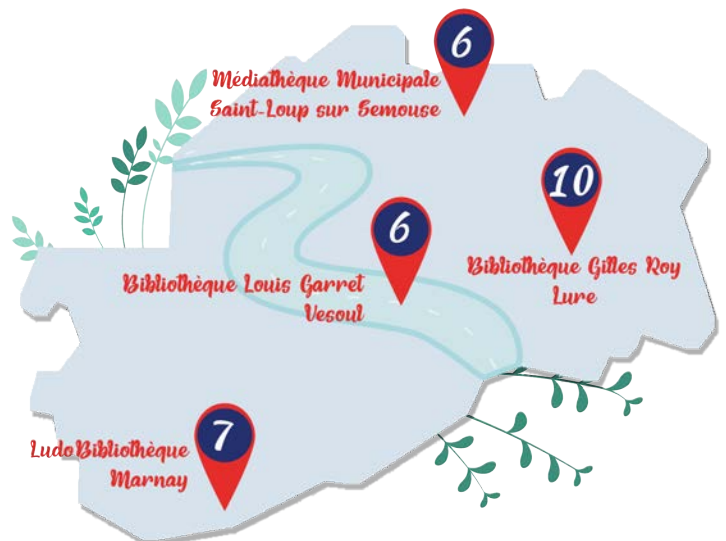 6
Médiathèque Municipale
Saint-Loup sur Semouse
10
Bibliothèque Gilles Roy
Lure
6
Bibliothèque Louis Garret
Vesoul
7
LudoBibliothèque
Marnay